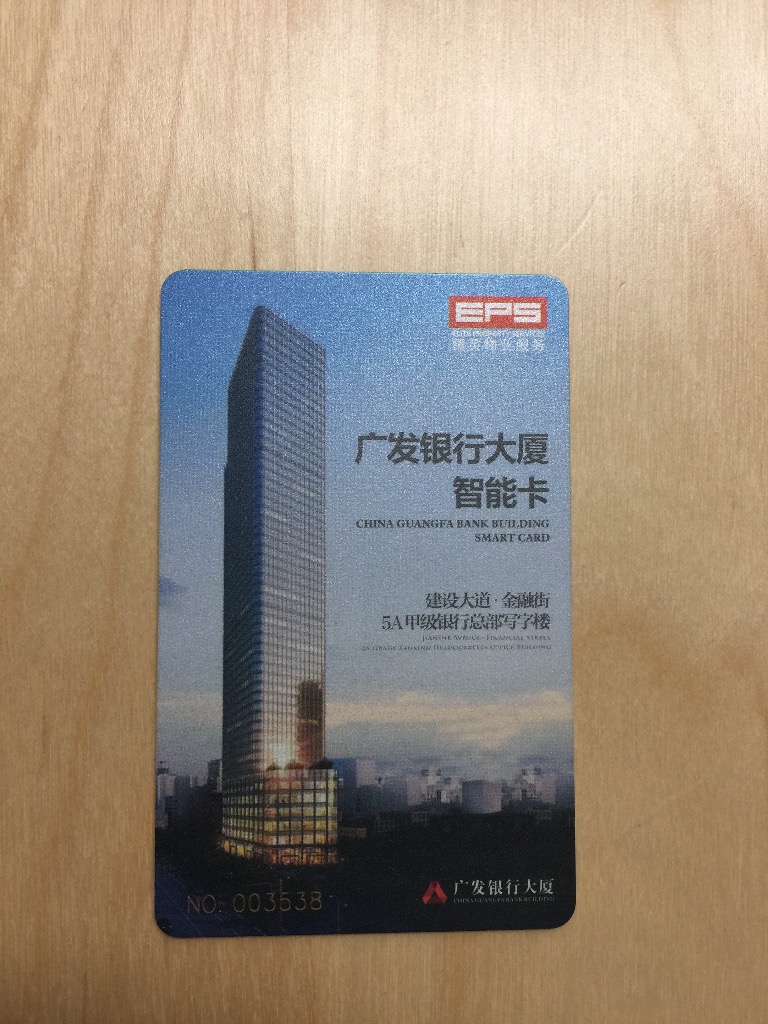 EPS
物业服务
广发银行大厦
智能卡
CHINA GUANGFA BANK BUILDING
SMART CARD
建设大道·金融街
5A甲级银行总部写字楼
JIANSHE AVENUE · FINANCIAL STREET
5A GRADE BANKING HEADQUARTERS OFFICE BUILDING
广发银行大厦
CHINA GUANGFA BANK BUILDING
NO: 003538